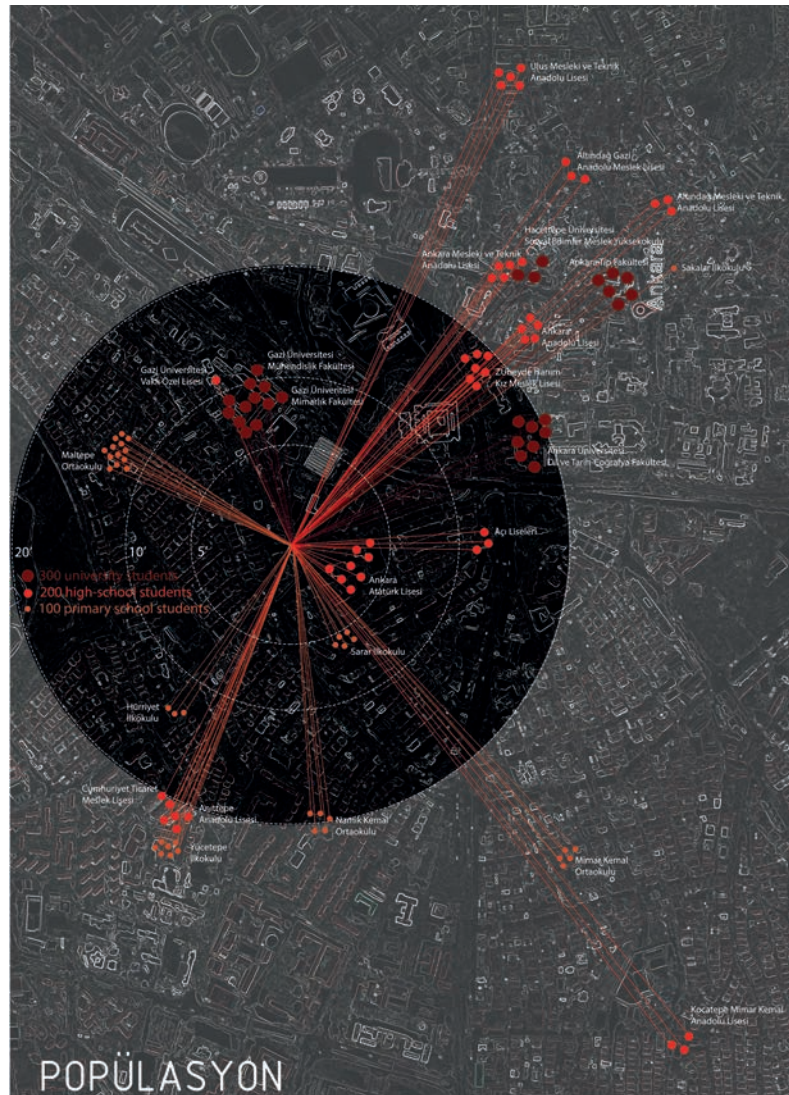 Ulus Mesleki ve Teknik
Anadolu Lisesi
Altındağ Gazi
Anadolu Meslek Lisesi
Altındağ Mesleki ve Teknik
Anadolu Lisesi
Hacettepe Üniversitesi
Sosyal Bilimler Meslek Yüksekokulu
Ankara Mesleki ve Teknik
Anadolu Lisesi
Ankara Tıp Fakültesi
Ankara
Sakalar İlkokulu
Ankara
Anadolu Lisesi
Gazi Üniversitesi
Mühendislik Fakültesi
Gazi Üniversitesi
Vakfı Özel Lisesi
Gazi Üniveritesi
Mimarlık Fakültesi
Zübeyde Hanım
Kız Meslek Lisesi
Maltepe
Ortaokulu
Ankara Üniversitesi
Dil ve Tarih-Coğrafya Fakültesi
Açı Liseleri
20'
10'
5'
300 university students
200 high-school students
100 primary school students
Ankara
Atatürk Lisesi
Sarar İlkokulu
Hürriyet
İlkokulu
Cumhuriyet Ticaret
Meslek Lisesi
Anıttepe
Anadolu Lisesi
Yücetepe
İlkokulu
Namık Kemal
Ortaokulu
Mimar Kemal
Ortaokulu
Kocatepe Mimar Kemal
Anadolu Lisesi
POPÜLASYON